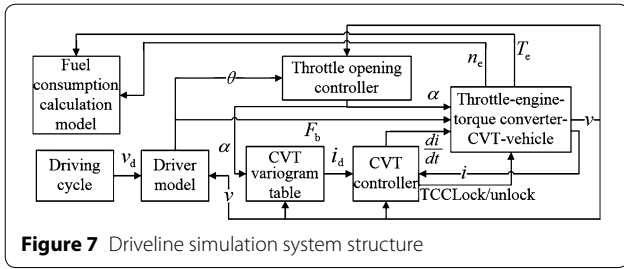 Fuel
consumption
calculation
model
θ
Throttle opening
controller
n_e
T_e
α
Throttle-engine-
torque converter-
CVT-vehicle
v
F_b
di
dt
Driving
cycle
v_d
Driver
model
α
CVT
variogram
table
i_d
CVT
controller
i
TCCLock/unlock
v
Figure 7 Driveline simulation system structure